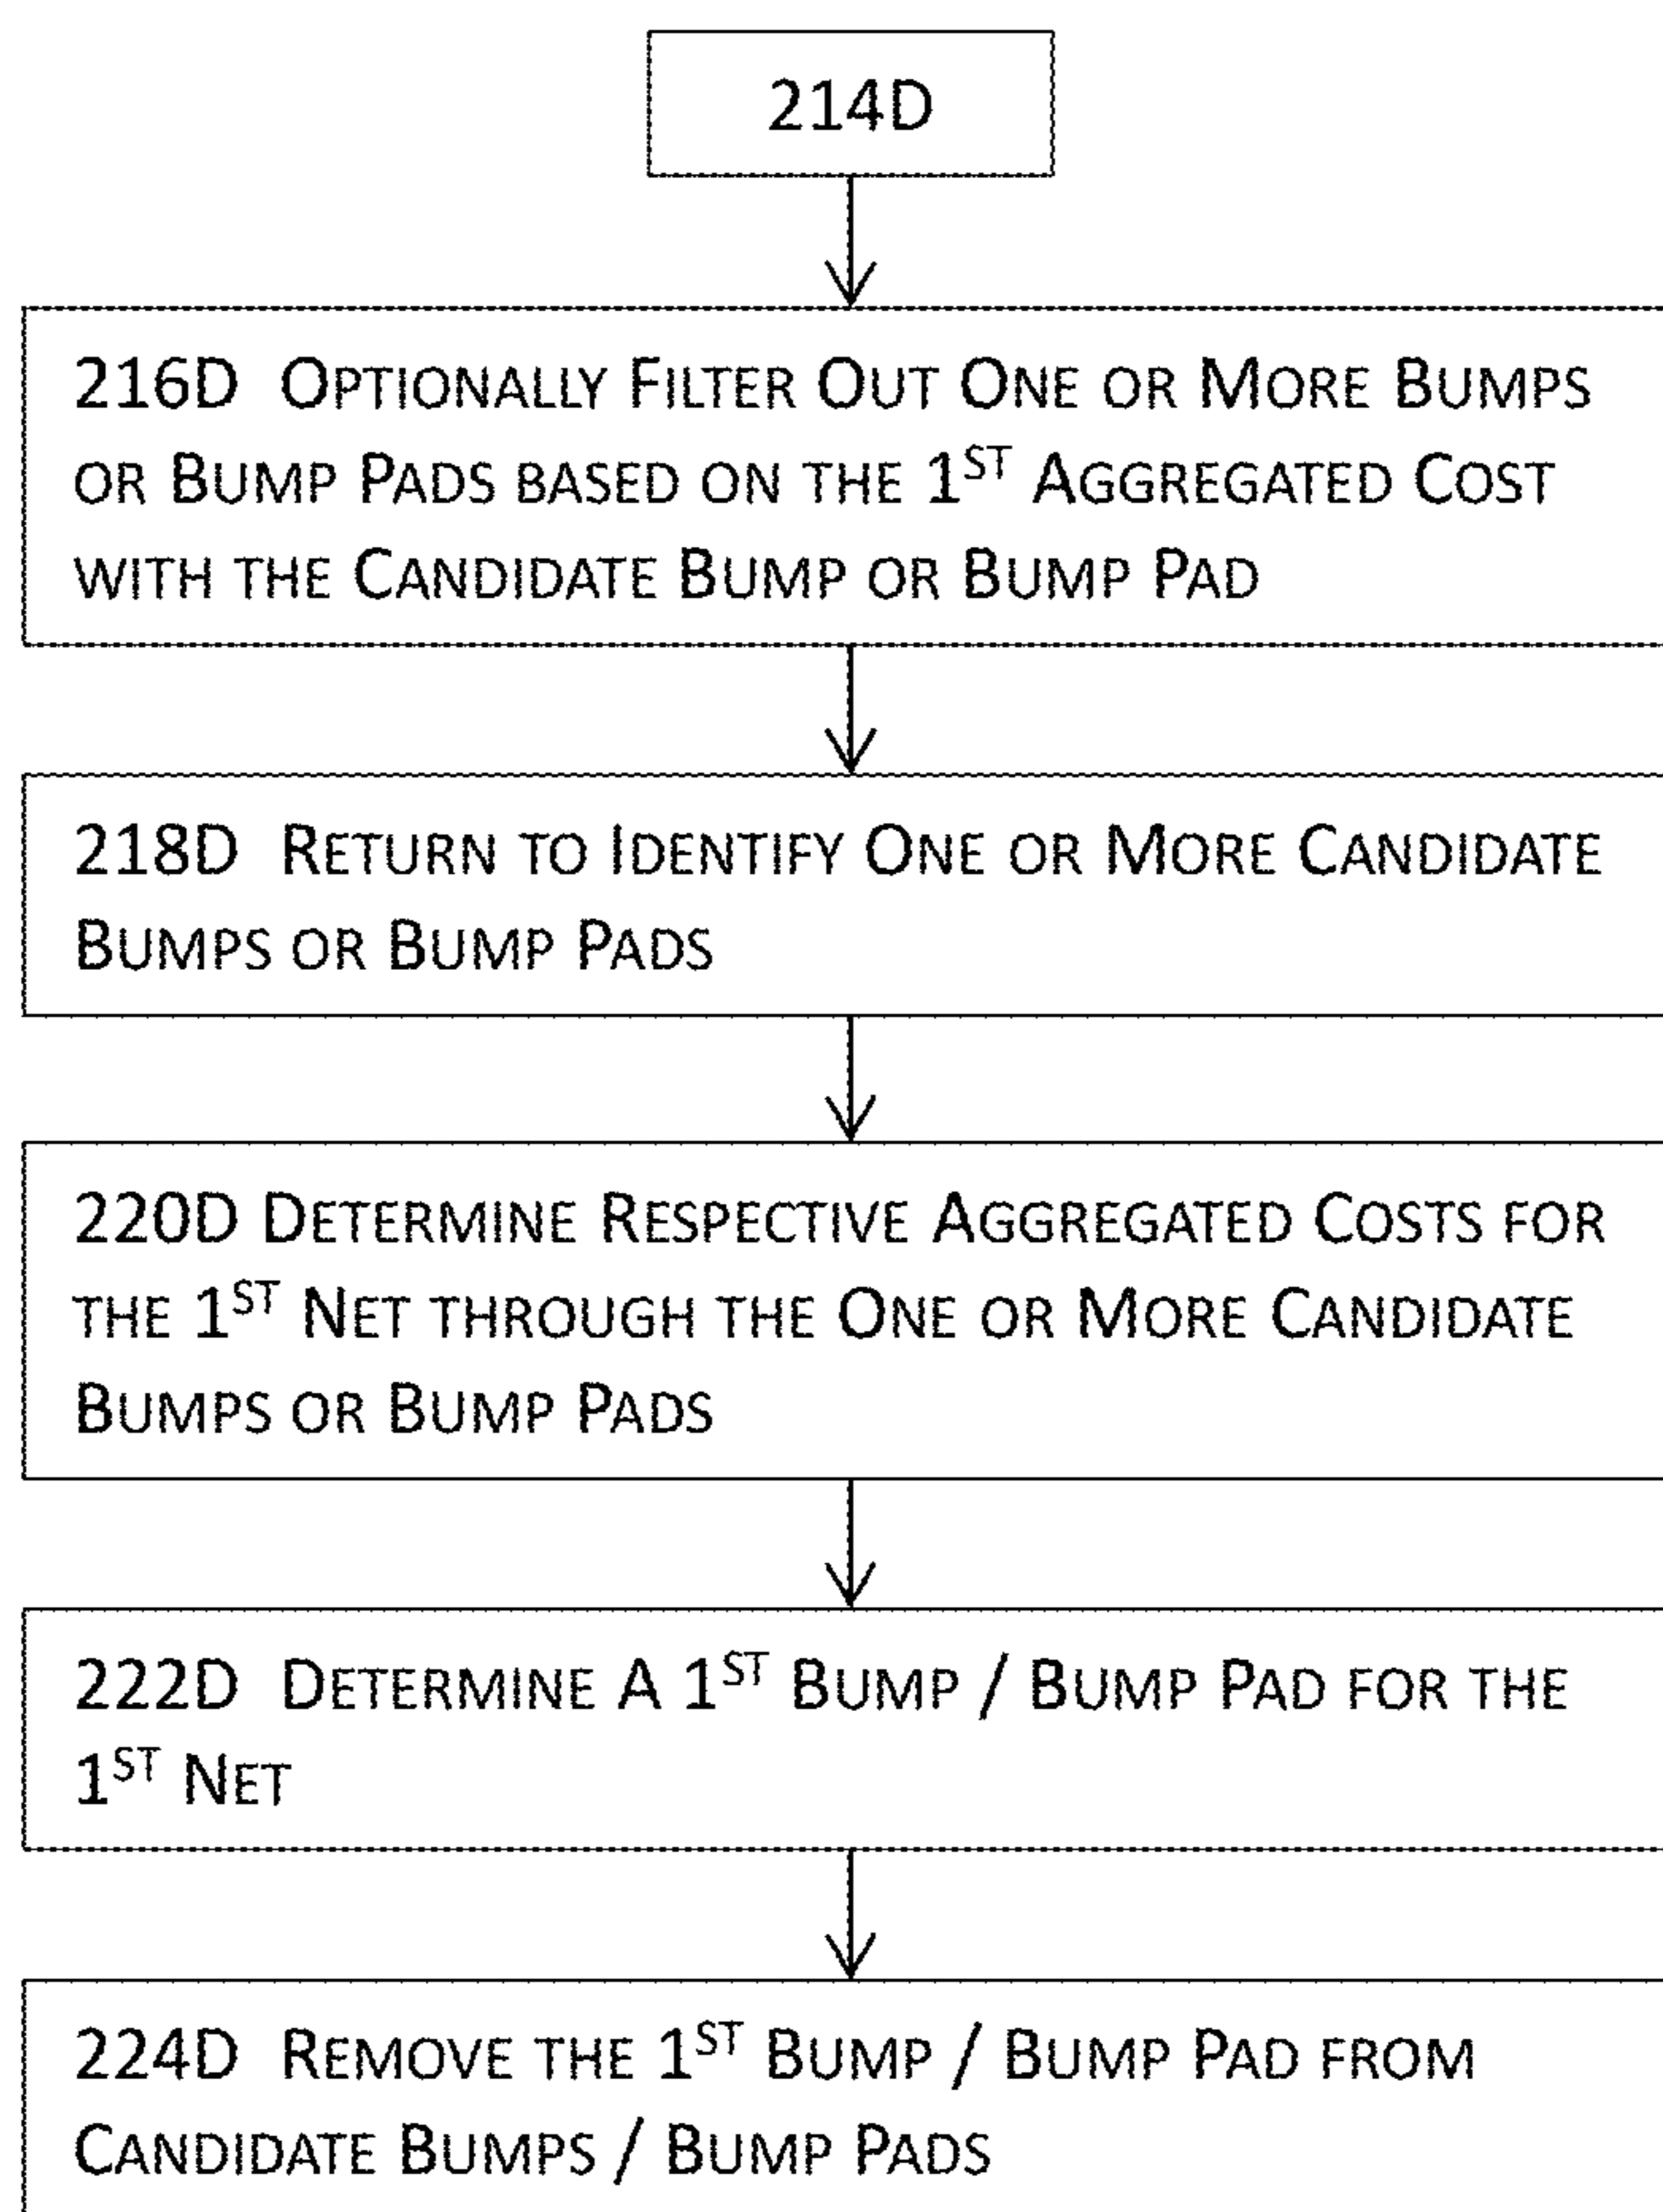 214D
216D Optionally Filter Out One or More Bumps
or Bump Pads based on the 1st Aggregated Cost
with the Candidate Bump or Bump Pad
218D Return to Identify One or More Candidate
Bumps or Bump Pads
220D Determine Respective Aggregated Costs for
the 1st Net through the One or More Candidate
Bumps or Bump Pads
222D Determine A 1st Bump / Bump Pad for the
1st Net
224D Remove the 1st Bump / Bump Pad from
Candidate Bumps / Bump Pads